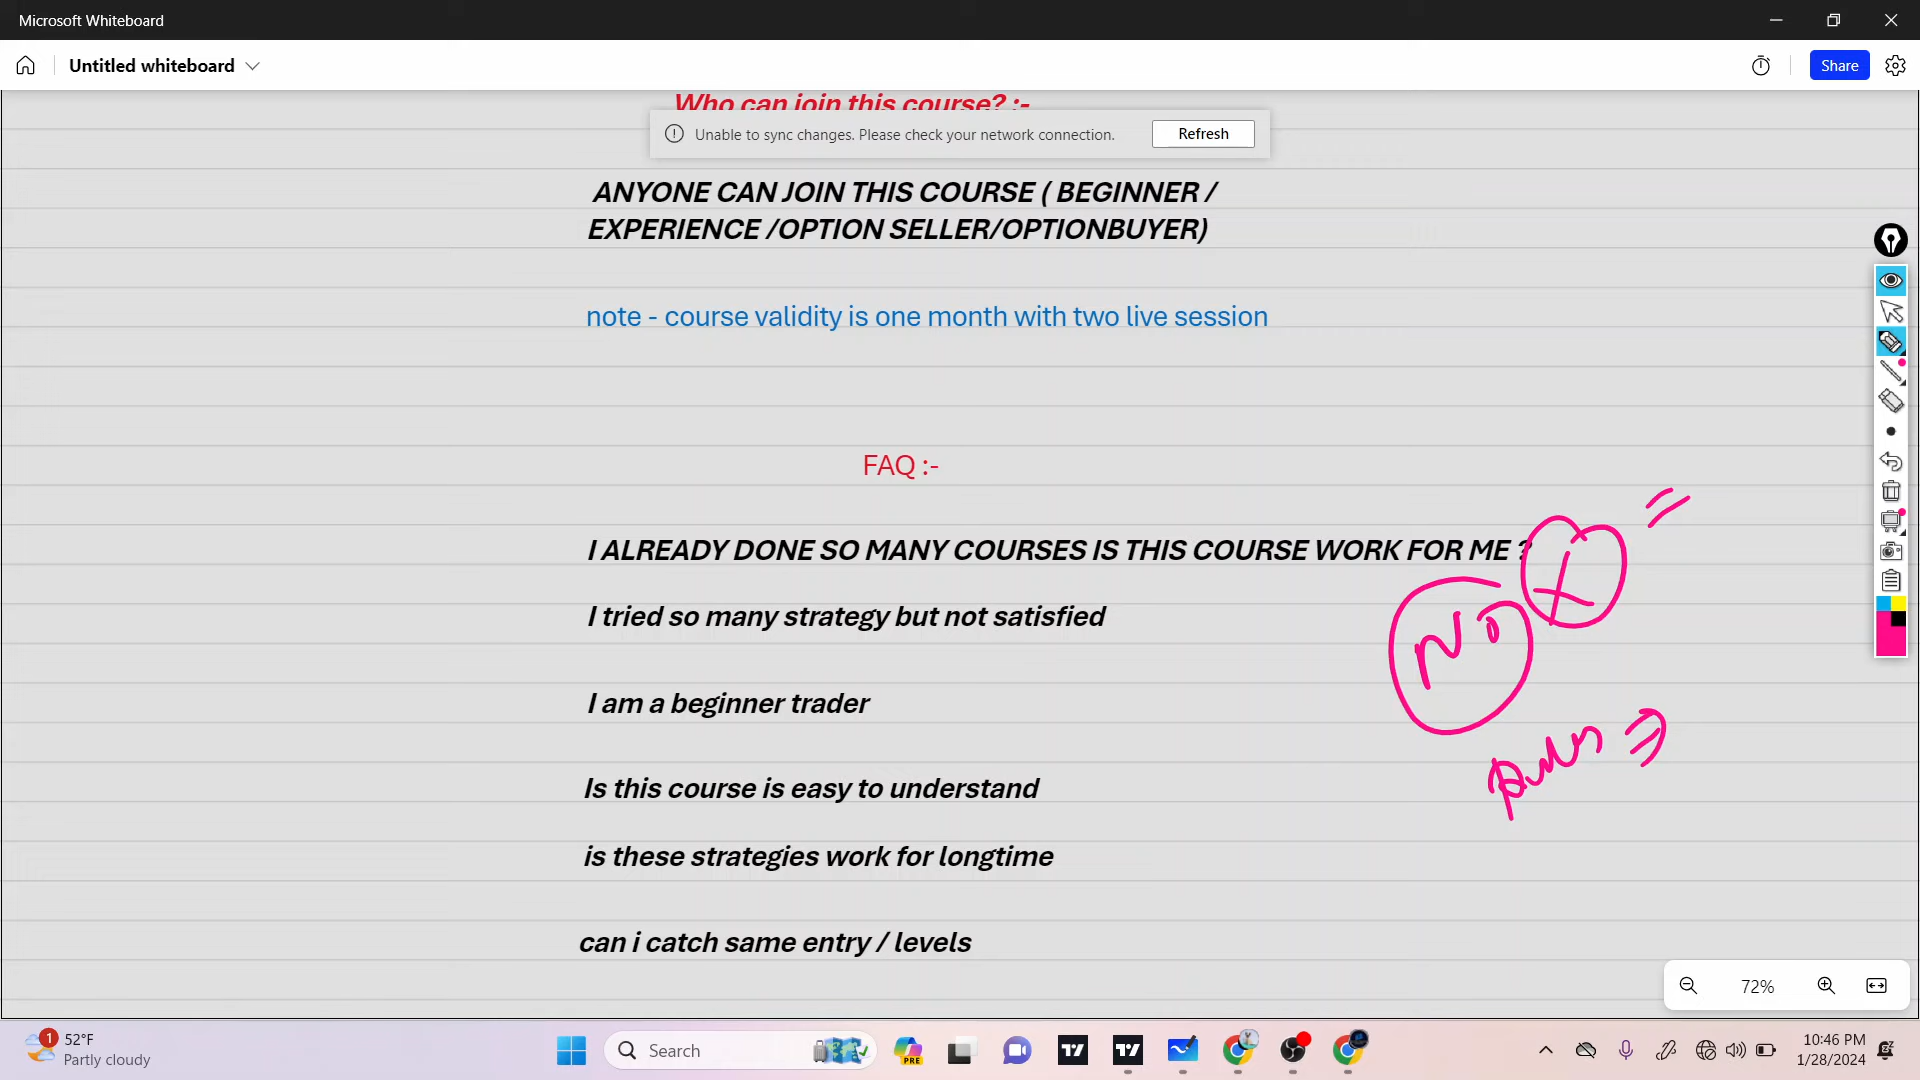 Microsoft Whiteboard
Untitled whiteboard
Share
Who can join this course? :-
Unable to sync changes. Please check your network connection.
Refresh
ANYONE CAN JOIN THIS COURSE ( BEGINNER /
EXPERIENCE /OPTION SELLER/OPTIONBUYER)
note - course validity is one month with two live session
FAQ :-
I ALREADY DONE SO MANY COURSES IS THIS COURSE WORK FOR ME ?
X =
I tried so many strategy but not satisfied
No
I am a beginner trader
Rules
Is this course is easy to understand
is these strategies work for longtime
can i catch same entry / levels
72%
1
52°F
Partly cloudy
Search
PRE
10:46 PM
1/28/2024